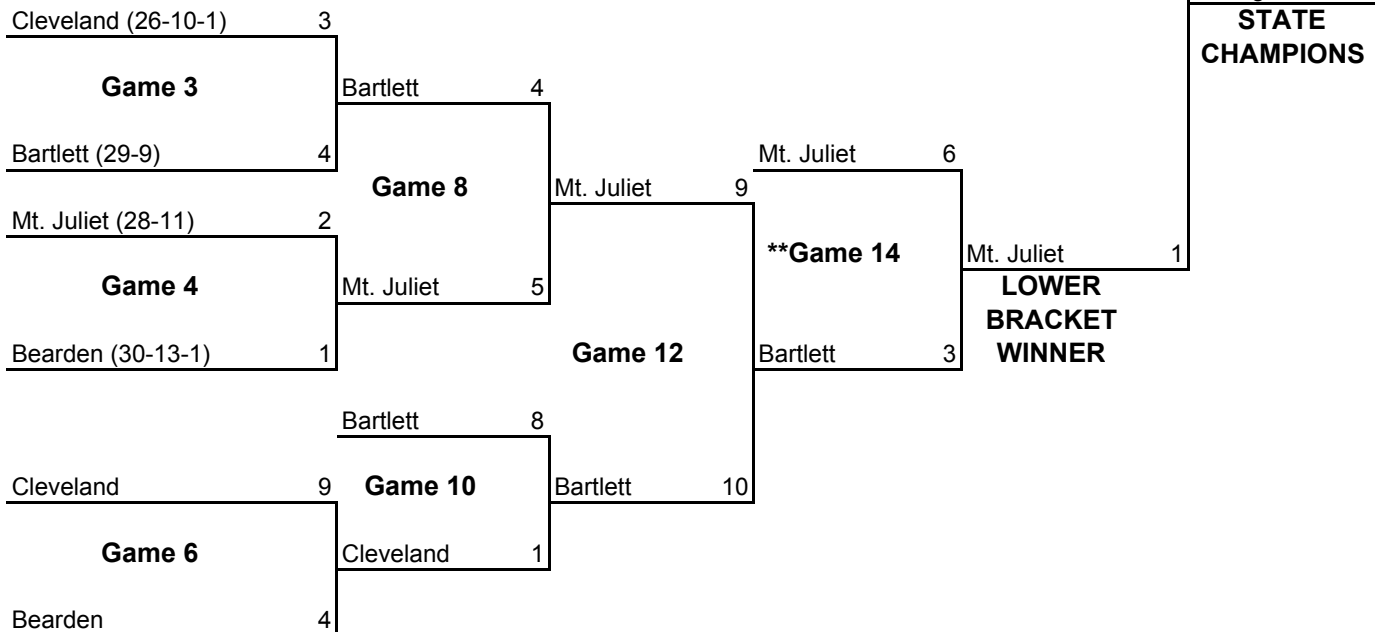 Cleveland (26-10-1) 3
STATE
CHAMPIONS
Game 3
Bartlett 4
Bartlett (29-9) 4
Mt. Juliet 6
Game 8
Mt. Juliet 9
Mt. Juliet (28-11) 2
**Game 14
Mt. Juliet 1
Game 4
Mt. Juliet 5
LOWER
BRACKET
WINNER
Bearden (30-13-1) 1
Game 12
Bartlett 3
Bartlett 8
Cleveland 9
Game 10
Bartlett 10
Game 6
Cleveland 1
Bearden 4